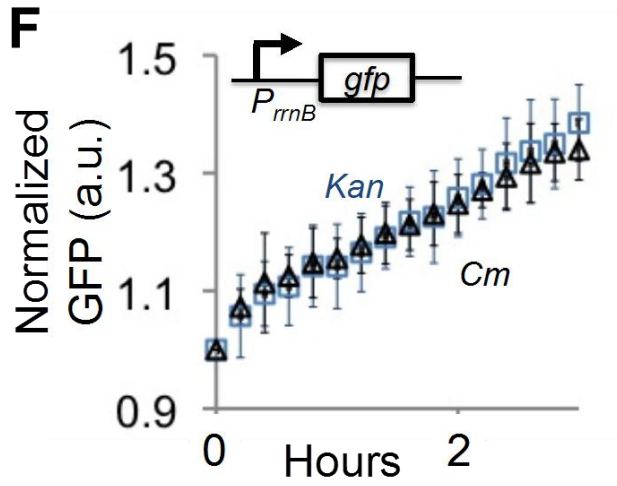 F
Normalized
GFP (a.u.)
1.5
1.3
1.1
0.9
gfp
PrrnB
Kan
Cm
0
2
Hours